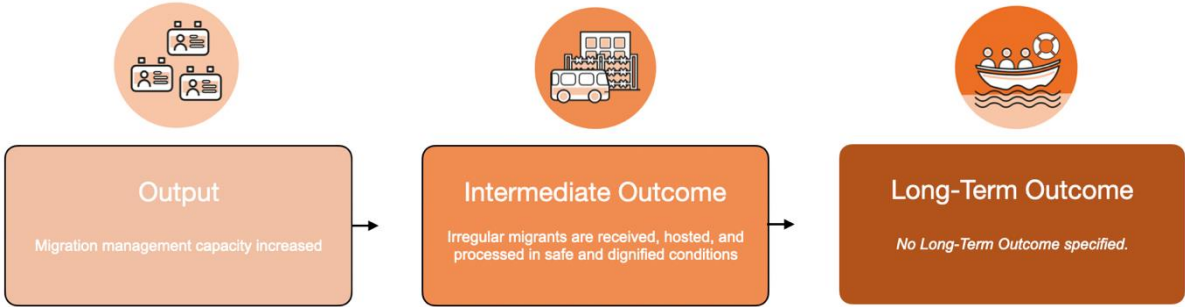 Output
Migration management capacity increased
Intermediate Outcome
Irregular migrants are received, hosted, and
processed in safe and dignified conditions
Long-Term Outcome
No Long-Term Outcome specified.